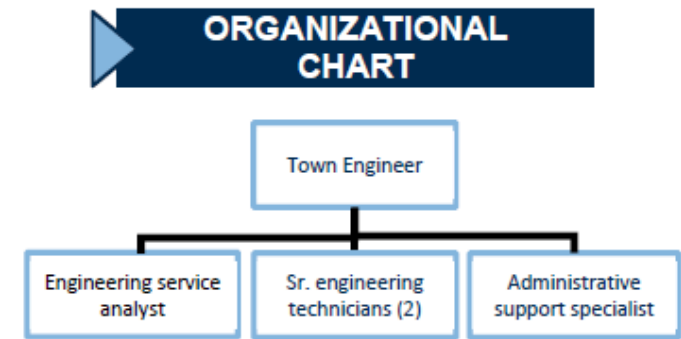 ORGANIZATIONAL
CHART
Town Engineer
Engineering service
analyst
Sr. engineering
technicians (2)
Administrative
support specialist